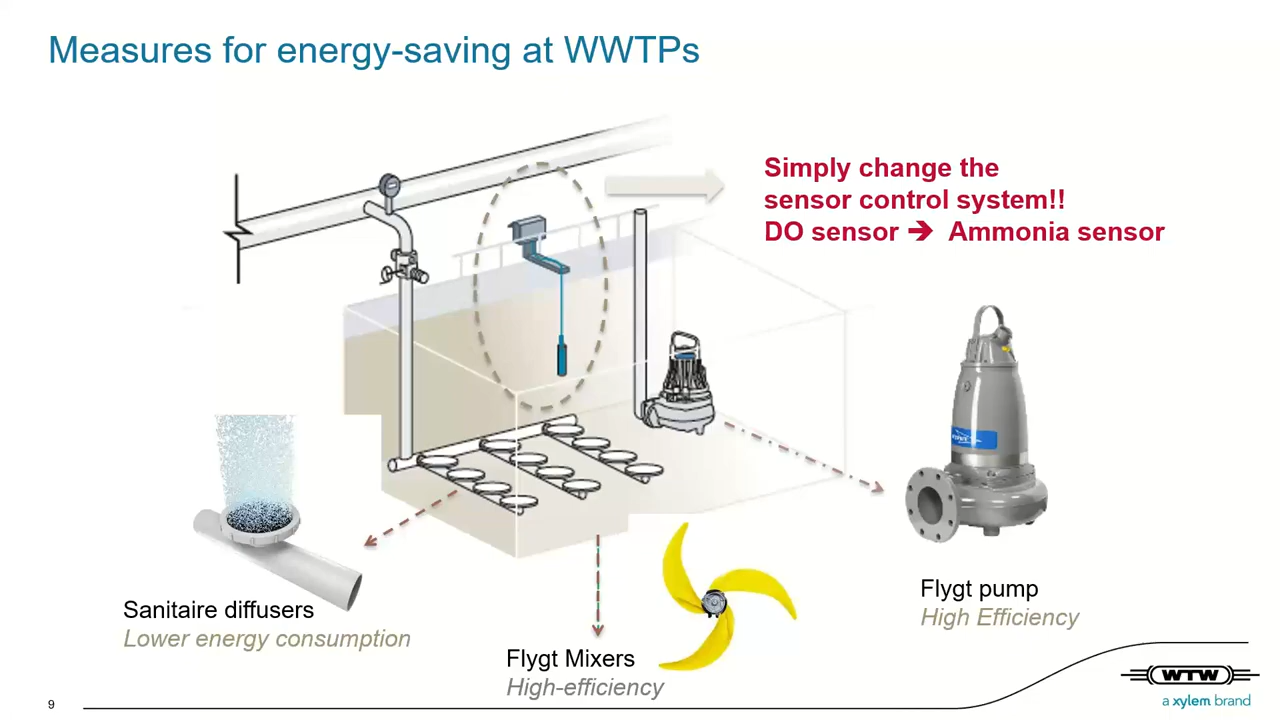 Measures for energy-saving at WWTPs
Simply change the
sensor control system!!
DO sensor ➔ Ammonia sensor
Sanitaire diffusers
Lower energy consumption
Flygt Mixers
High-efficiency
Flygt pump
High Efficiency
9
WTW
a xylem brand